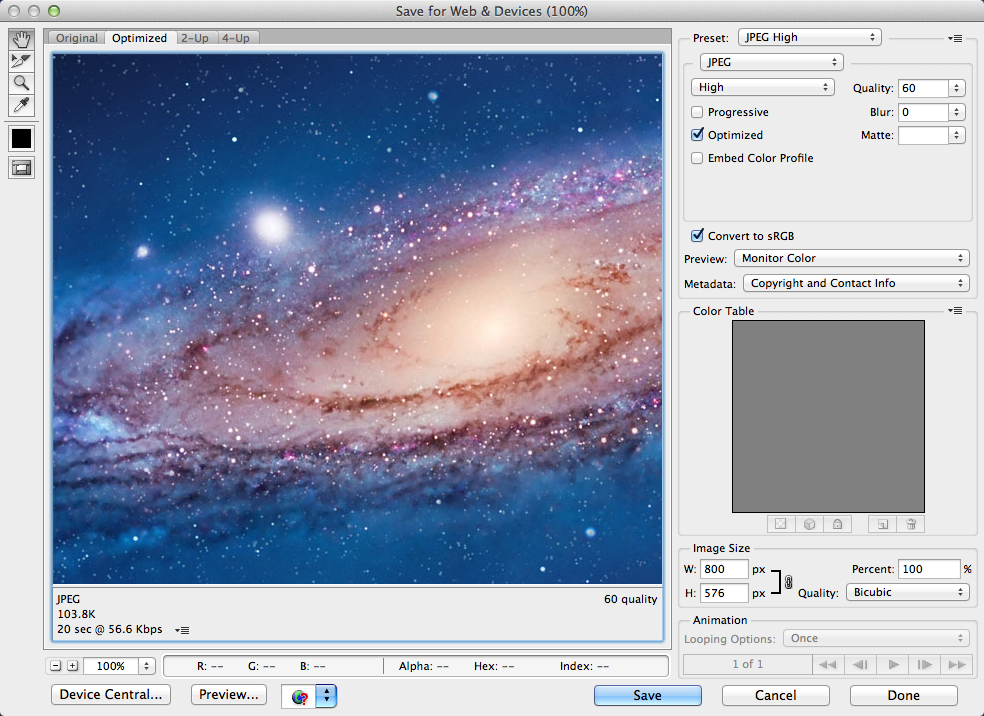 Save for Web & Devices (100%)
Original Optimized 2-Up 4-Up
Preset: JPEG High
JPEG
High Quality: 60
Progressive Blur: 0
Optimized Matte:
Embed Color Profile
Convert to sRGB
Preview: Monitor Color
Metadata: Copyright and Contact Info
Color Table
Image Size
W: 800 px Percent: 100 %
H: 576 px Quality: Bicubic
JPEG 60 quality
103.8K
20 sec @ 56.6 Kbps
Animation
Looping Options: Once
1 of 1
100% R: -- G: -- B: -- Alpha: -- Hex: -- Index: --
Device Central... Preview... Save Cancel Done